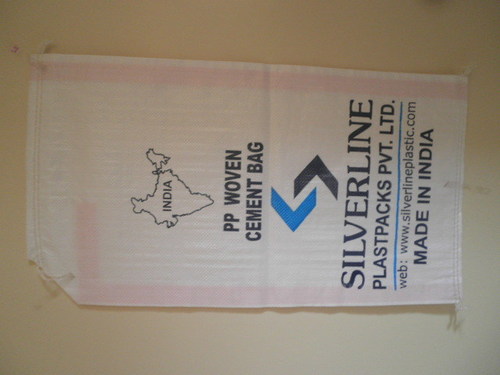 INDIA
PP WOVEN
CEMENT BAG
SILVERLINE
PLASTPACKS PVT. LTD.
web: www.silverlineplastic.com
MADE IN INDIA